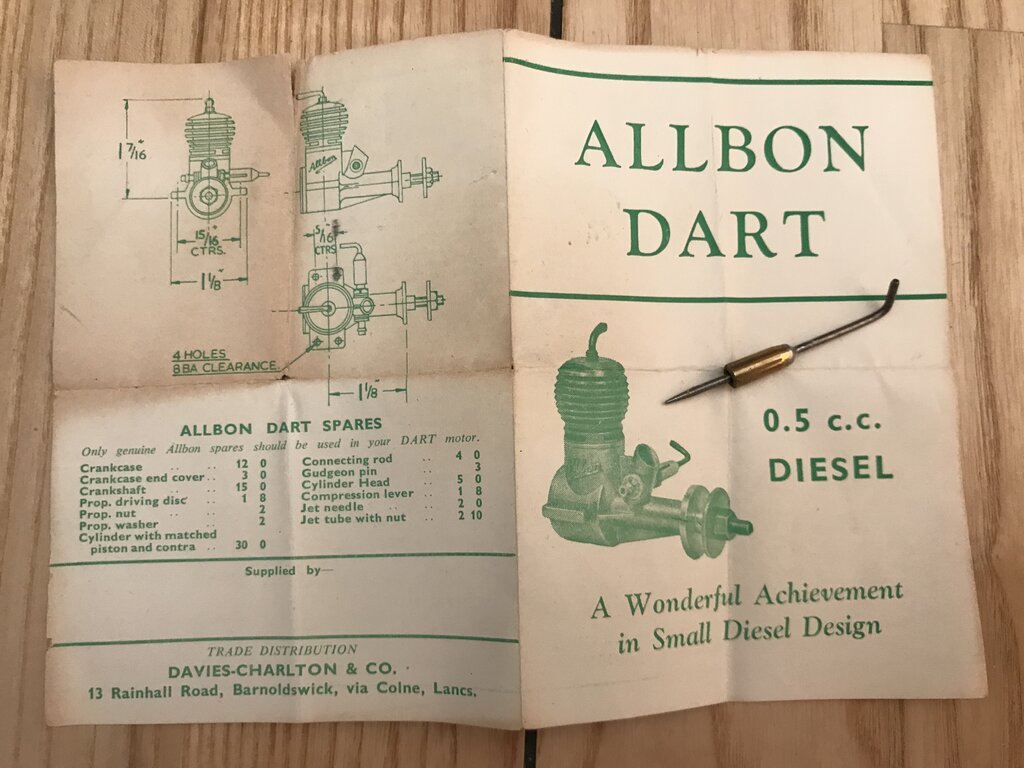 1 7/16"
15/16"
CTRS.
1 1/8"
Allbon
5/16"
CTRS
4 HOLES
8 BA CLEARANCE.
1 1/8"
ALLBON DART SPARES
Only genuine Allbon spares should be used in your DART motor.
Crankcase .. .. 12 0
Crankcase end cover .. 3 0
Crankshaft .. .. 15 0
Prop. driving disc .. 1 8
Prop. nut .. .. 2
Prop. washer .. 2
Cylinder with matched
piston and contra .. 30 0
Connecting rod .. 4 0
Gudgeon pin .. 3
Cylinder Head .. 5 0
Compression lever .. 1 8
Jet needle .. .. 2 0
Jet tube with nut .. 2 10
Supplied by—
TRADE DISTRIBUTION
DAVIES-CHARLTON & CO.
13 Rainhall Road, Barnoldswick, via Colne, Lancs.
ALLBON
DART
0.5 c.c.
DIESEL
A Wonderful Achievement
in Small Diesel Design